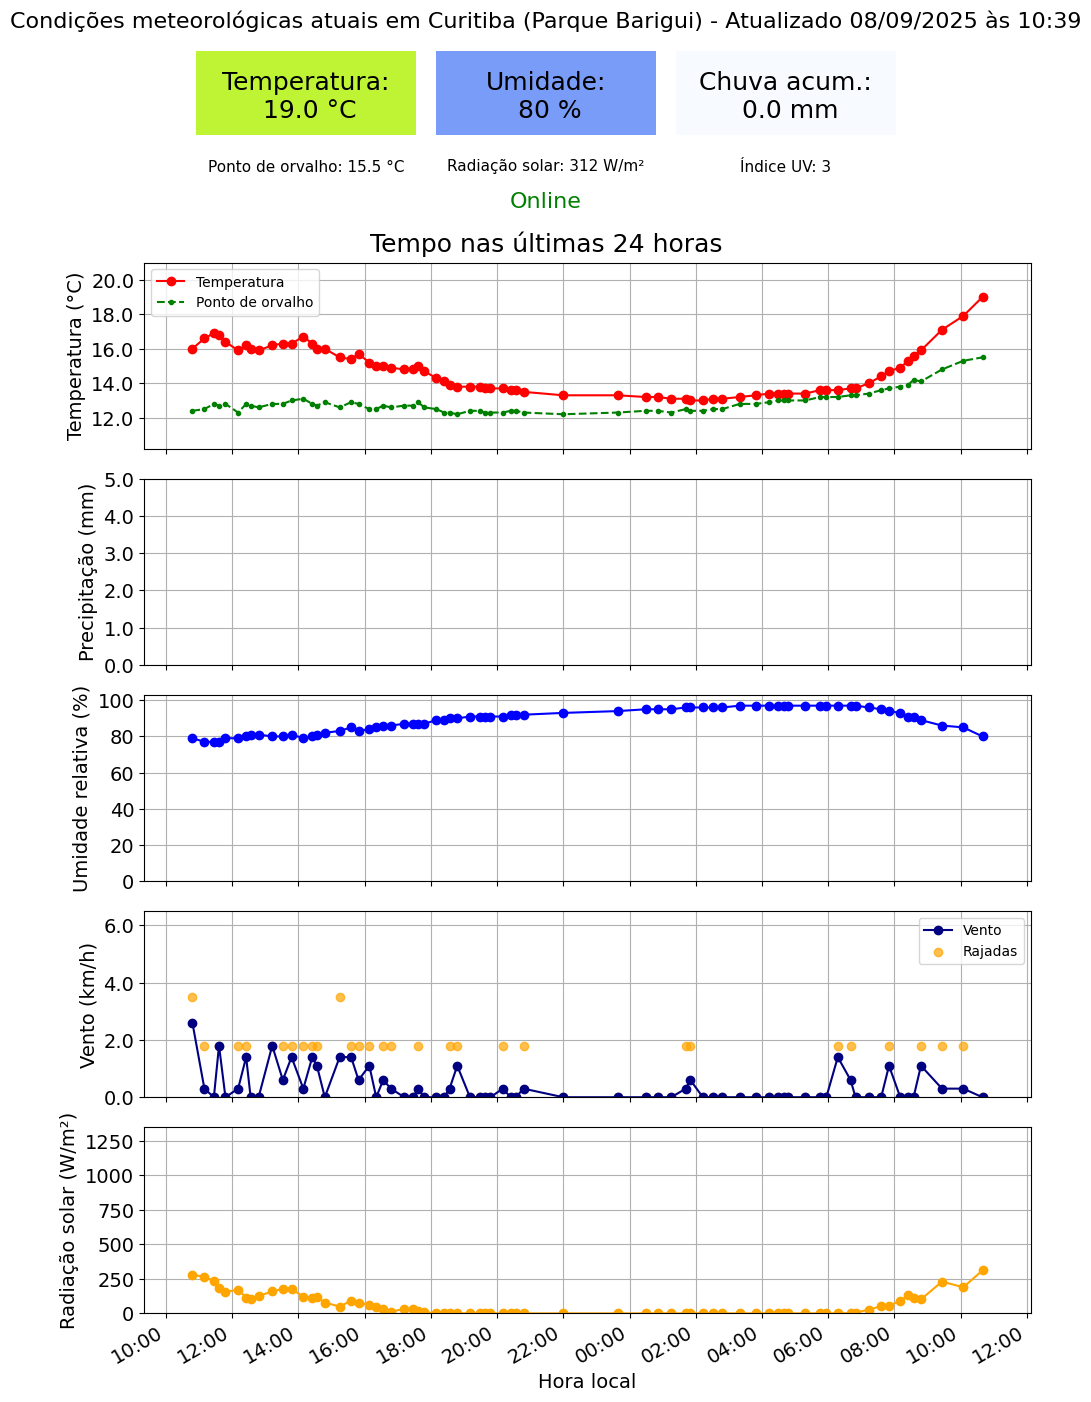 Condições meteorológicas atuais em Curitiba (Parque Barigui) - Atualizado 08/09/2025 às 10:39
Temperatura:
19.0 °C
Umidade:
80 %
Chuva acum.:
0.0 mm
Ponto de orvalho: 15.5 °C
Radiação solar: 312 W/m²
Índice UV: 3
Online
Tempo nas últimas 24 horas
Temperatura (°C)
20.0
18.0
16.0
14.0
12.0
Temperatura
Ponto de orvalho
Precipitação (mm)
5.0
4.0
3.0
2.0
1.0
0.0
Umidade relativa (%)
100
80
60
40
20
0
Vento (km/h)
6.0
4.0
2.0
0.0
Vento
Rajadas
Radiação solar (W/m²)
1250
1000
750
500
250
0
10:00
12:00
14:00
16:00
18:00
20:00
22:00
00:00
02:00
04:00
06:00
08:00
10:00
12:00
Hora local